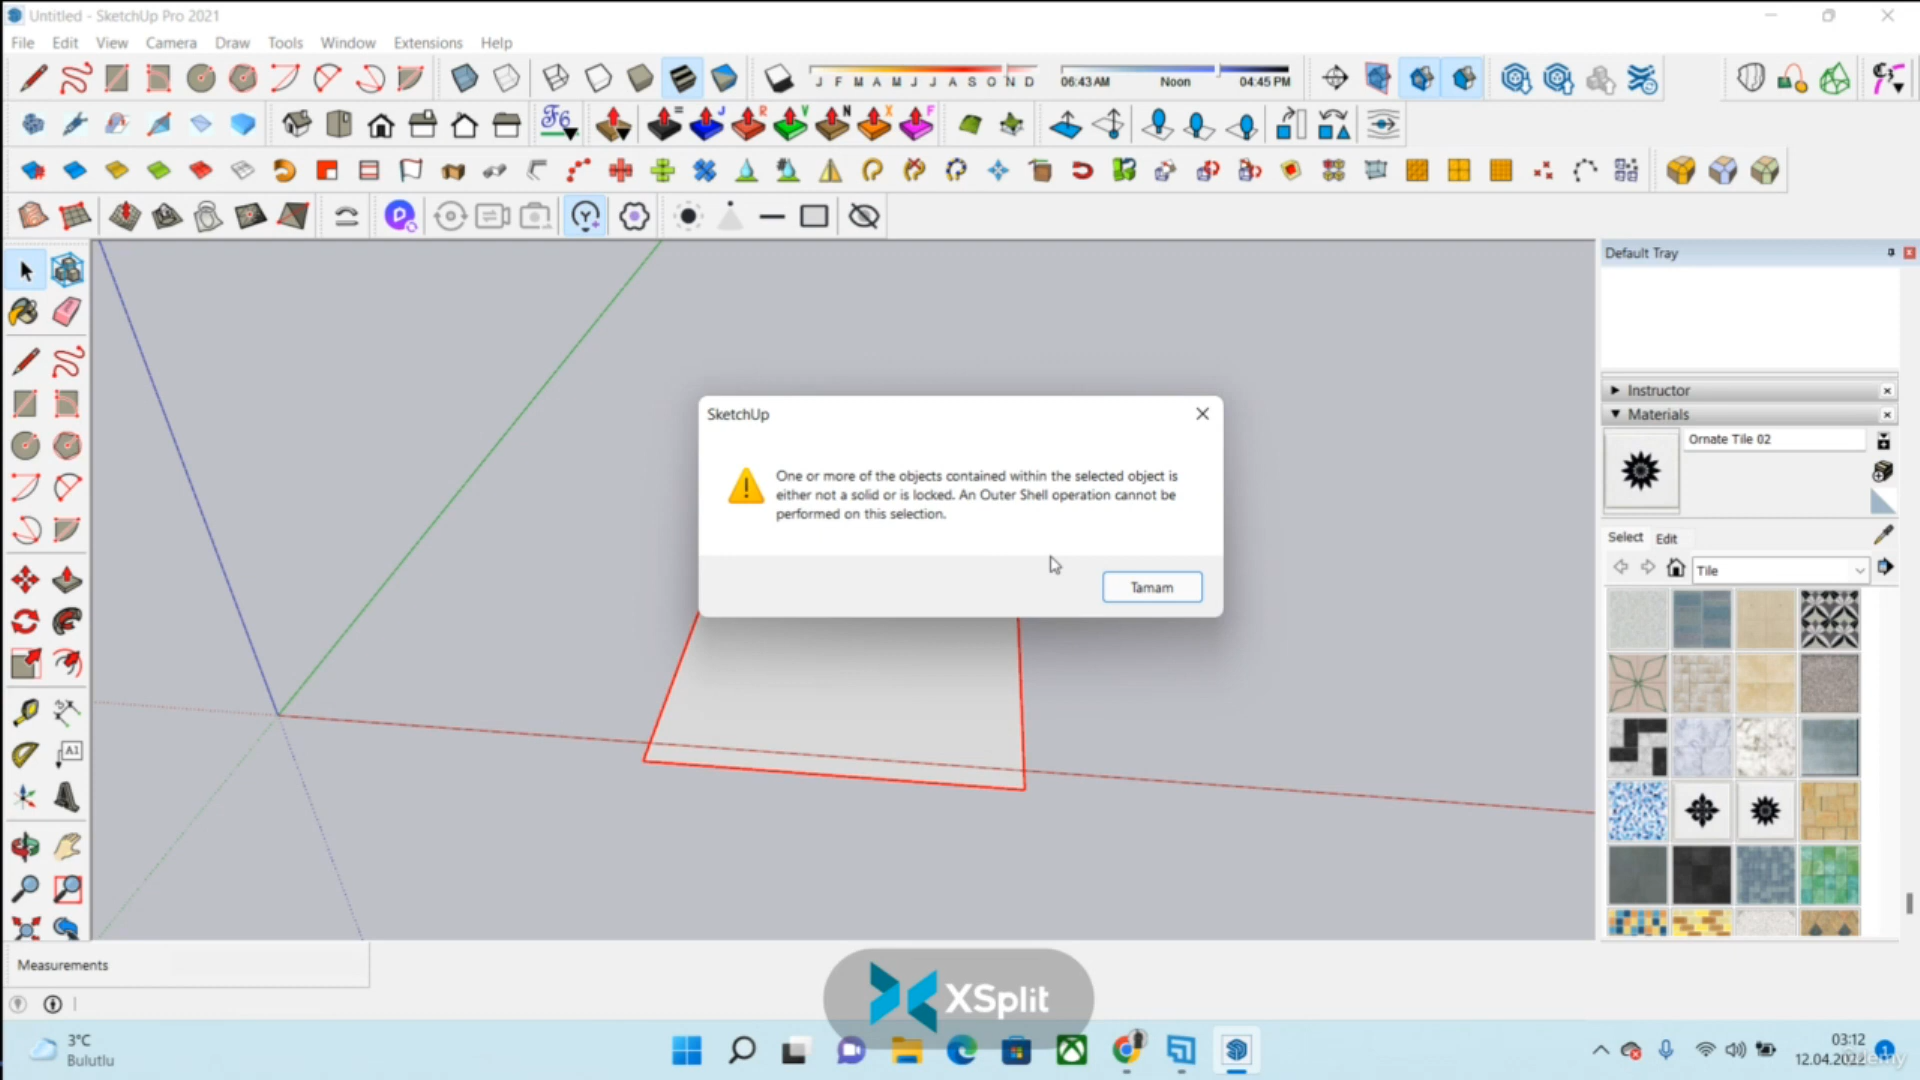 Untitled - SketchUp Pro 2021
File Edit View Camera Draw Tools Window Extensions Help
J F M A M J J A S O N D
06:43 AM Noon 04:45 PM
F6
= J R V N X F
A1
Default Tray
Instructor
Materials
Ornate Tile 02
Select Edit
Tile
SketchUp
One or more of the objects contained within the selected object is
either not a solid or is locked. An Outer Shell operation cannot be
performed on this selection.
Tamam
Measurements
XSplit
3°C
Bulutlu
03:12
12.04.2022